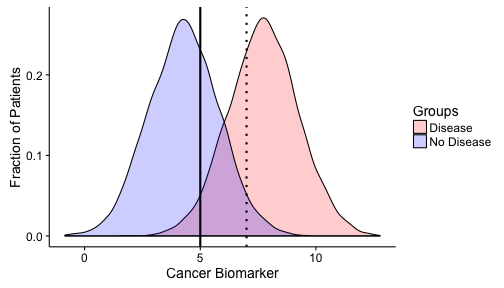 Fraction of Patients
0.2
0.1
0.0
0 5 10
Cancer Biomarker
Groups
Disease
No Disease